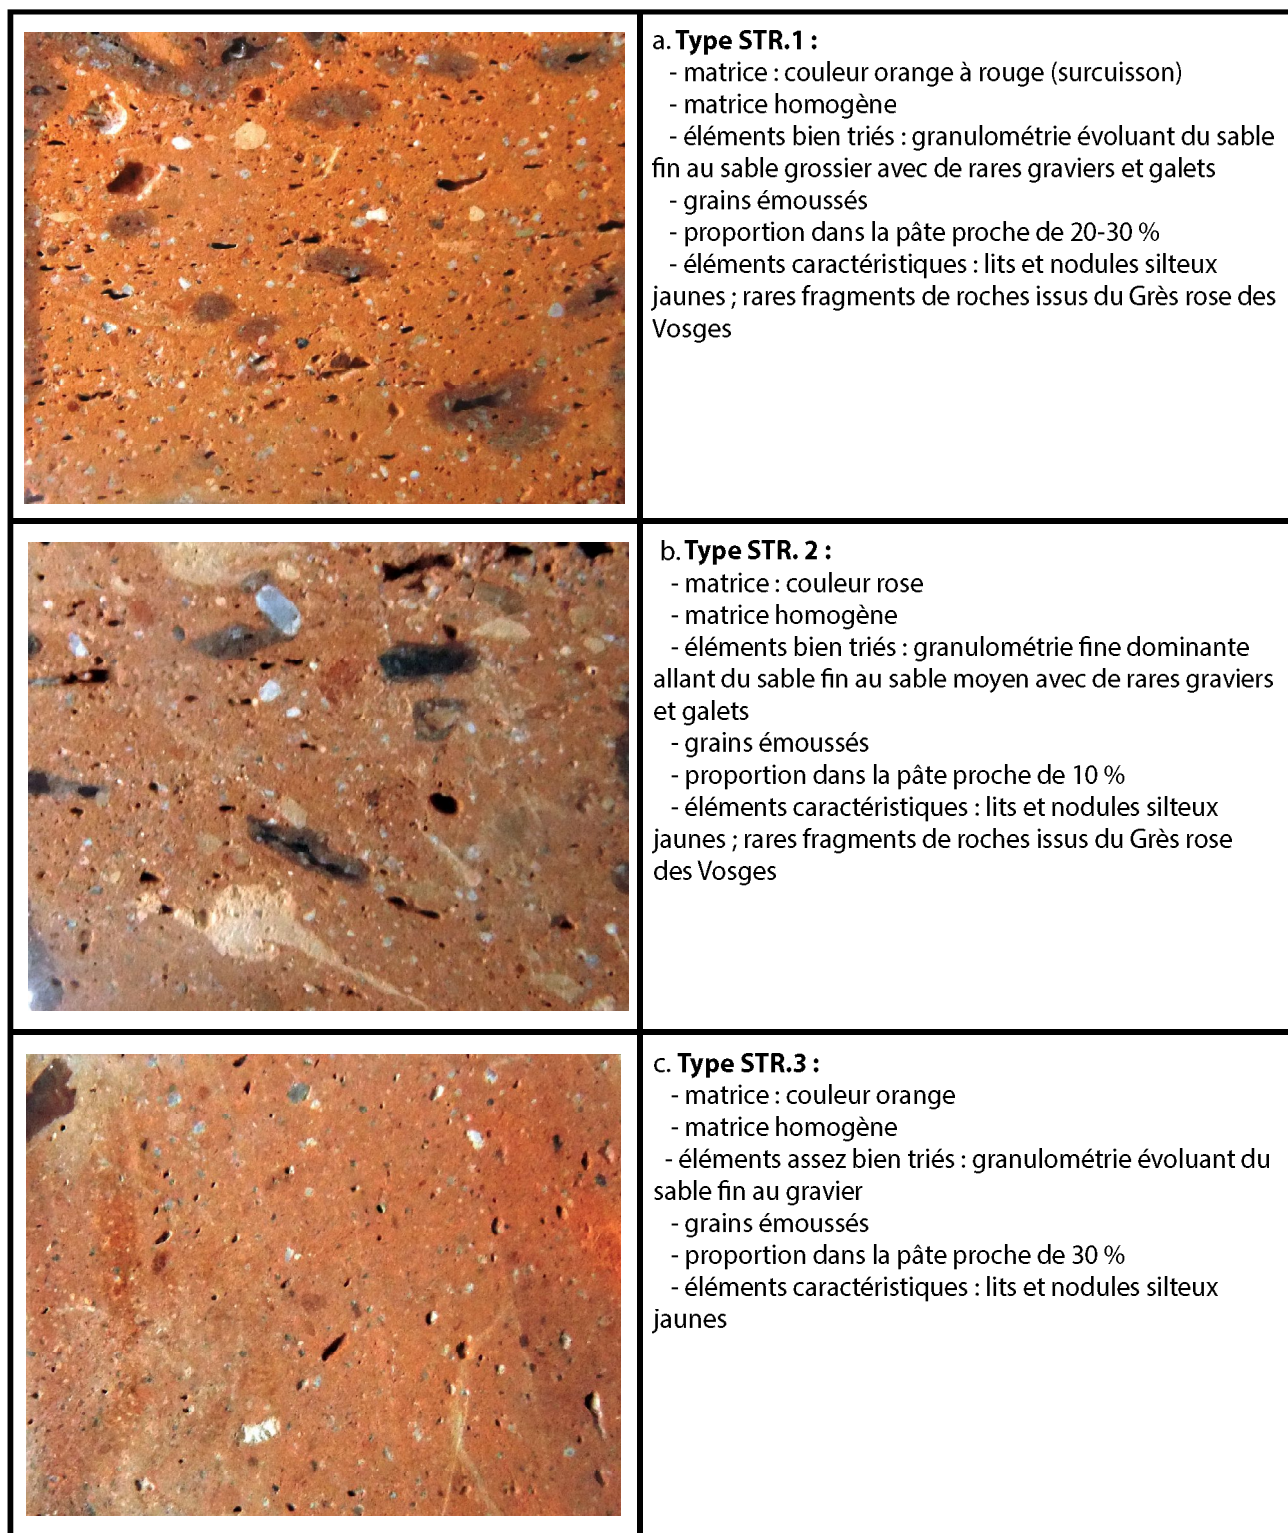 a. Type STR.1 :
- matrice : couleur orange à rouge (surcuisson)
- matrice homogène
- éléments bien triés : granulométrie évoluant du sable
fin au sable grossier avec de rares graviers et galets
- grains émoussés
- proportion dans la pâte proche de 20-30 %
- éléments caractéristiques : lits et nodules silteux
jaunes ; rares fragments de roches issus du Grès rose des
Vosges
b. Type STR. 2 :
- matrice : couleur rose
- matrice homogène
- éléments bien triés : granulométrie fine dominante
allant du sable fin au sable moyen avec de rares graviers
et galets
- grains émoussés
- proportion dans la pâte proche de 10 %
- éléments caractéristiques : lits et nodules silteux
jaunes ; rares fragments de roches issus du Grès rose
des Vosges
c. Type STR.3 :
- matrice : couleur orange
- matrice homogène
- éléments assez bien triés : granulométrie évoluant du
sable fin au gravier
- grains émoussés
- proportion dans la pâte proche de 30 %
- éléments caractéristiques : lits et nodules silteux
jaunes